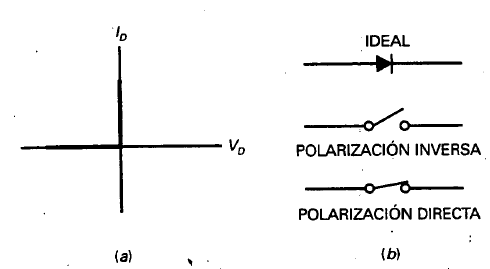 I_D
V_D
(a)
IDEAL
POLARIZACIÓN INVERSA
POLARIZACIÓN DIRECTA
(b)